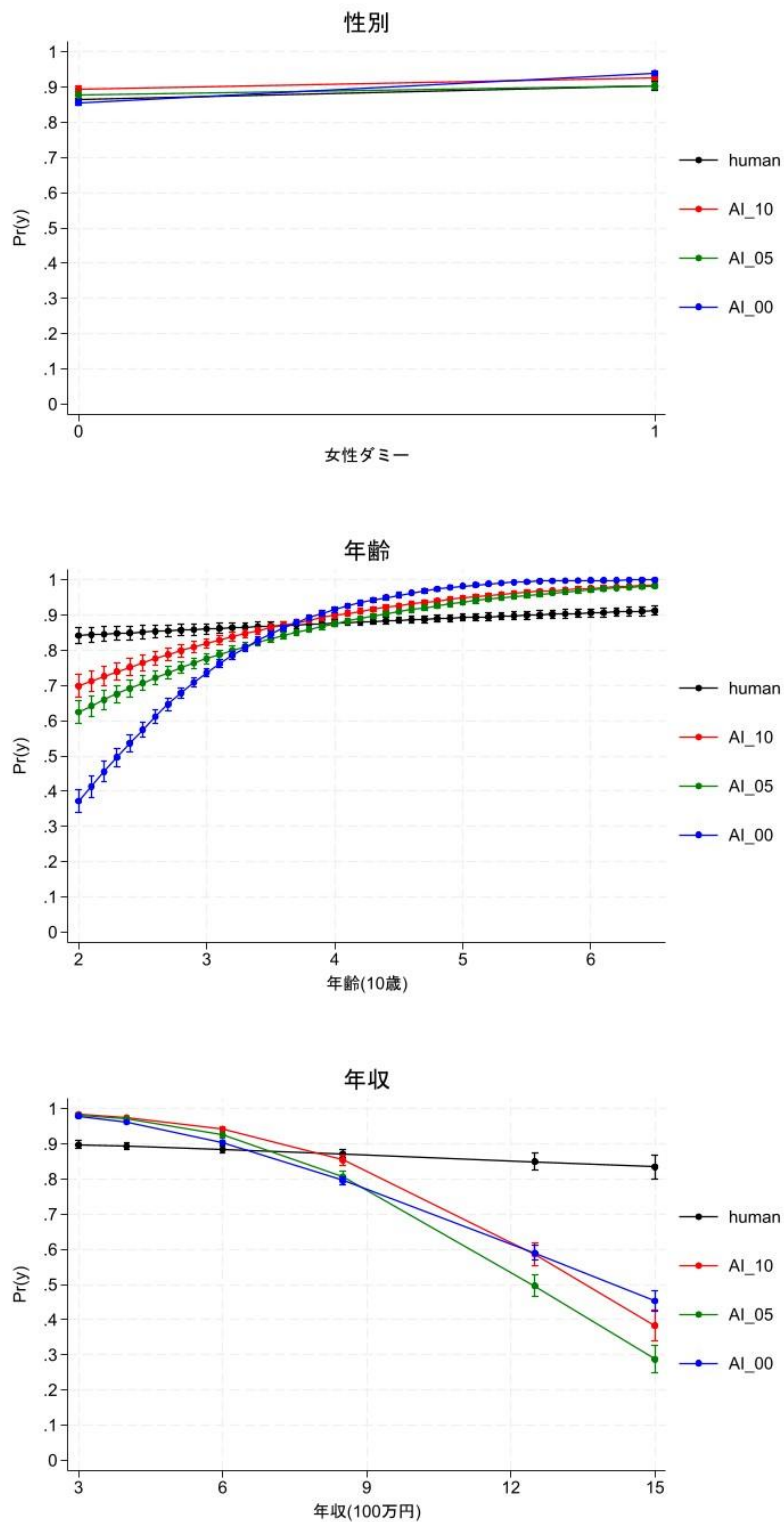 性別
1
.9
.8
.7
.6
.5
.4
.3
.2
.1
0
Pr(y)
0 1
女性ダミー
human
AI_10
AI_05
AI_00
年齢
1
.9
.8
.7
.6
.5
.4
.3
.2
.1
0
Pr(y)
2 3 4 5 6
年齢(10歳)
human
AI_10
AI_05
AI_00
年収
1
.9
.8
.7
.6
.5
.4
.3
.2
.1
0
Pr(y)
3 6 9 12 15
年収(100万円)
human
AI_10
AI_05
AI_00